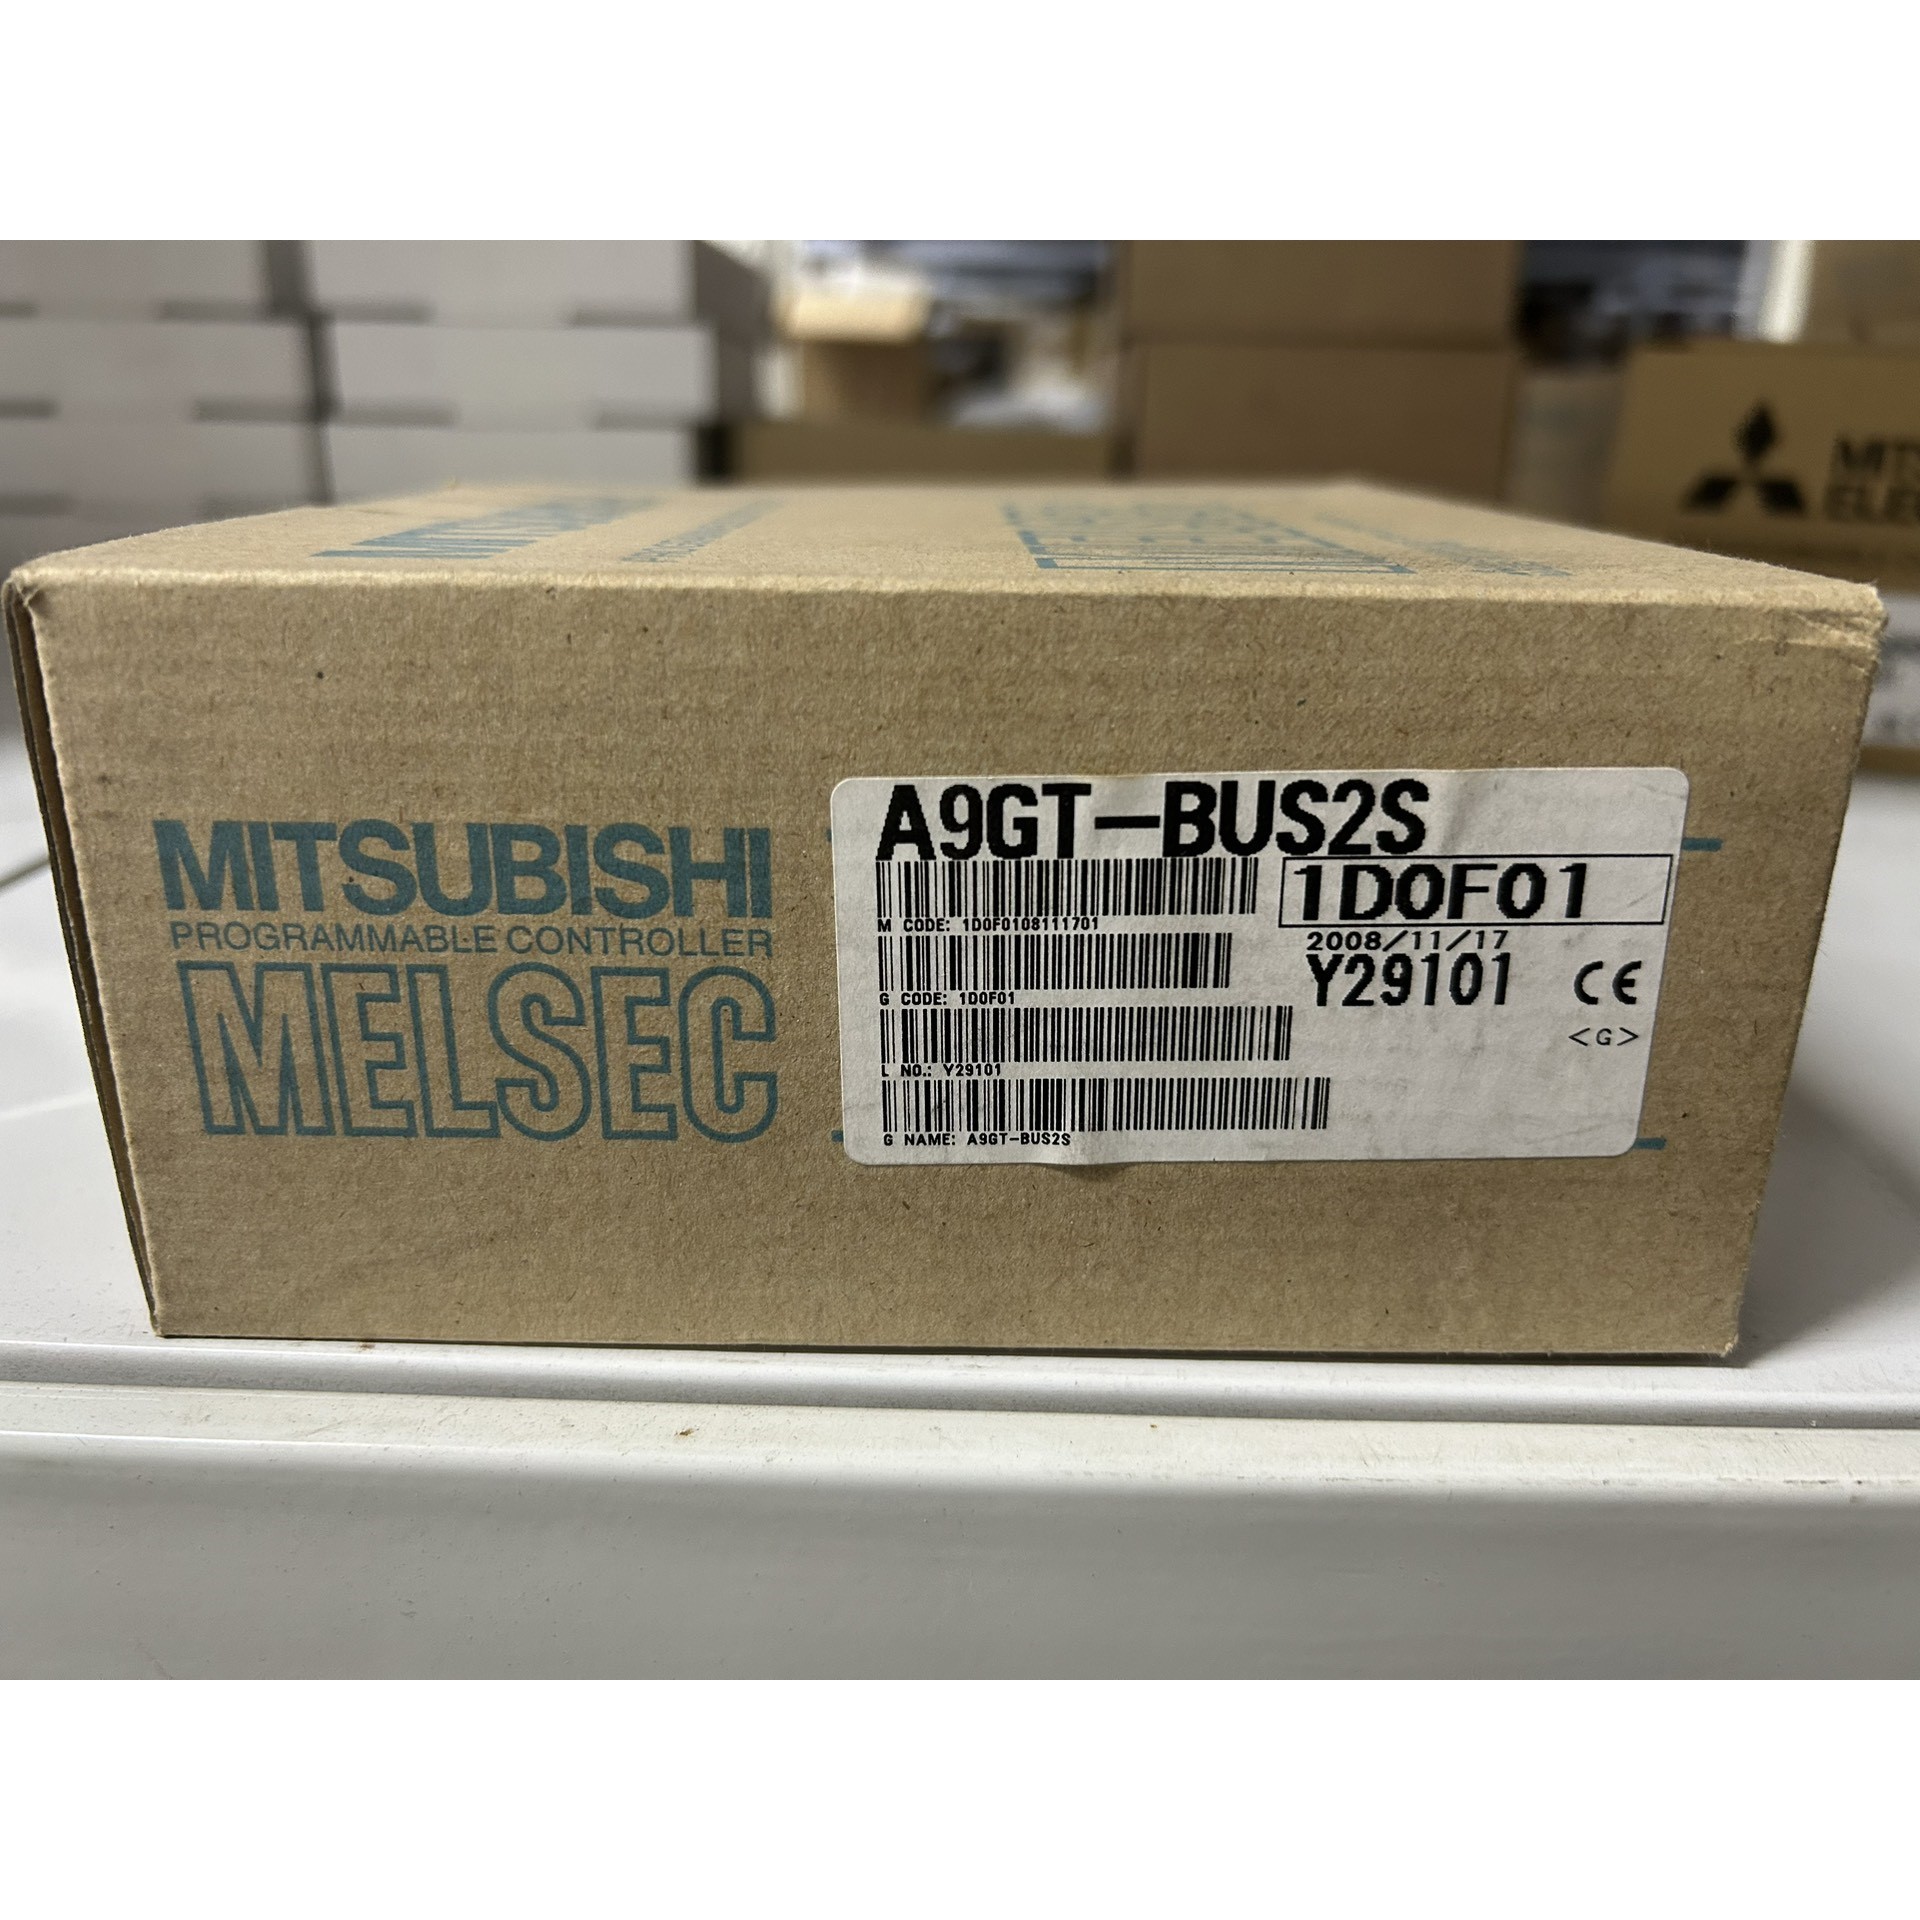 MITSUBISHI
PROGRAMMABLE CONTROLLER
MELSEC
A9GT-BUS2S
1D0F01
M CODE: 1D0F0108111701
2008/11/17
Y29101 CE
G CODE: 1D0F01
<G>
L NO.: Y29101
G NAME: A9GT-BUS2S